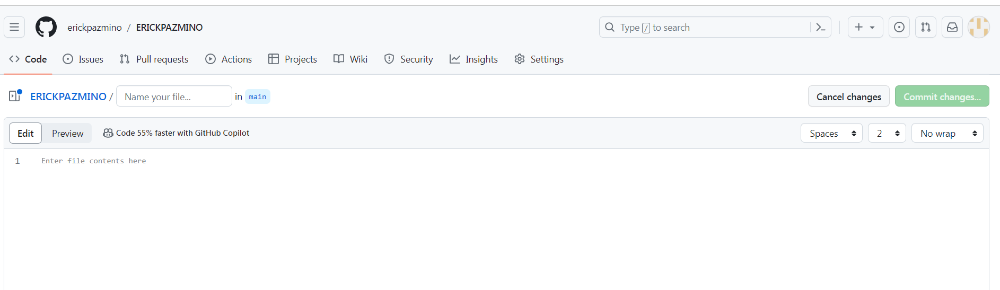 erickpazmino / ERICKPAZMINO Type / to search
Code Issues Pull requests Actions Projects Wiki Security Insights Settings
ERICKPAZMINO / Name your file... in main Cancel changes Commit changes...
Edit Preview Code 55% faster with GitHub Copilot Spaces 2 No wrap
1 Enter file contents here